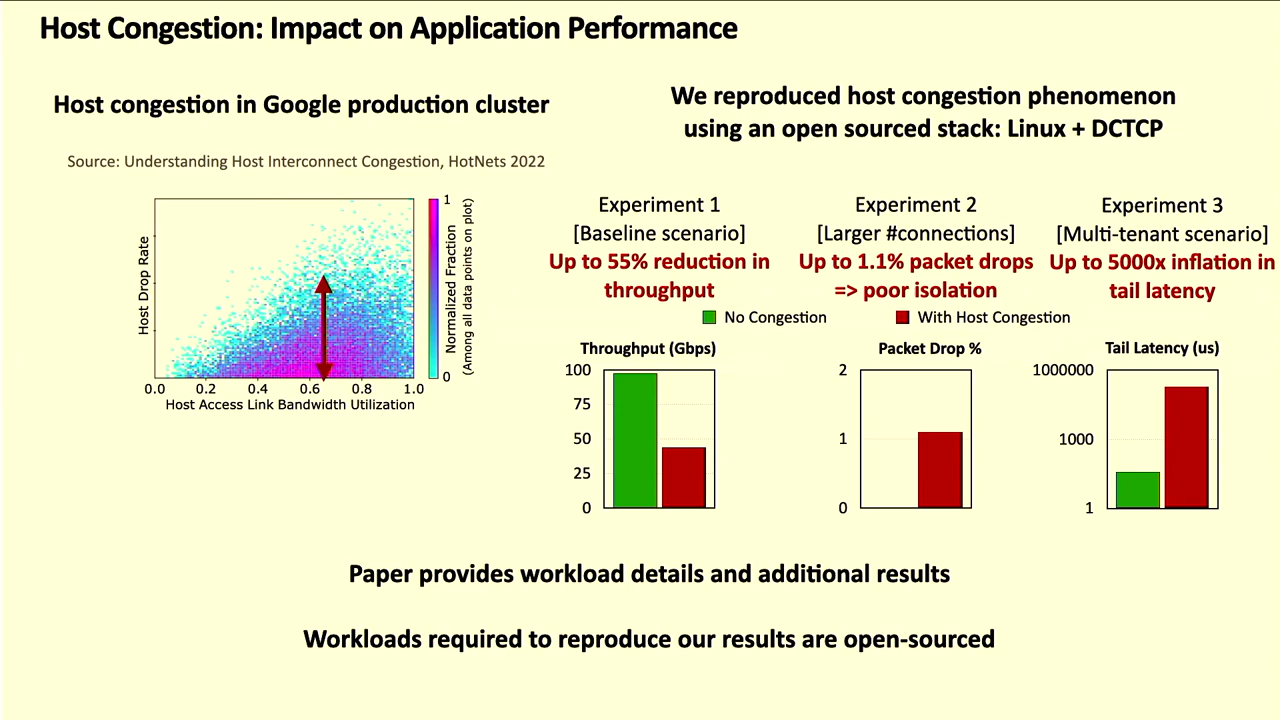 Host Congestion: Impact on Application Performance
Host congestion in Google production cluster
Source: Understanding Host Interconnect Congestion, HotNets 2022
Host Drop Rate
0.0 0.2 0.4 0.6 0.8 1.0
Host Access Link Bandwidth Utilization
1
0
Normalized Fraction
(Among all data points on plot)
We reproduced host congestion phenomenon
using an open sourced stack: Linux + DCTCP
Experiment 1
[Baseline scenario]
Up to 55% reduction in
throughput
Experiment 2
[Larger #connections]
Up to 1.1% packet drops
=> poor isolation
Experiment 3
[Multi-tenant scenario]
Up to 5000x inflation in
tail latency
No Congestion
With Host Congestion
Throughput (Gbps)
100
75
50
25
0
Packet Drop %
2
1
0
Tail Latency (us)
1000000
1000
1
Paper provides workload details and additional results
Workloads required to reproduce our results are open-sourced